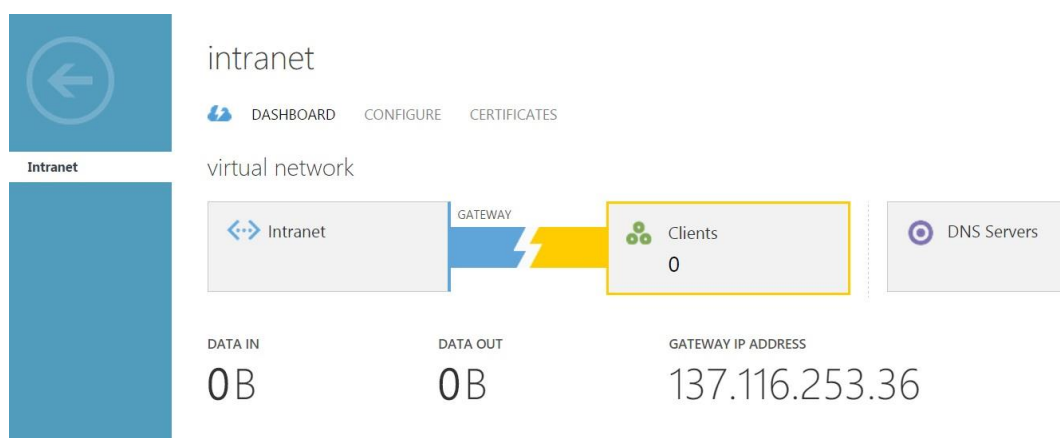 intranet
DASHBOARD CONFIGURE CERTIFICATES
Intranet
virtual network
Intranet
GATEWAY
Clients
0
DNS Servers
DATA IN
0B
DATA OUT
0B
GATEWAY IP ADDRESS
137.116.253.36